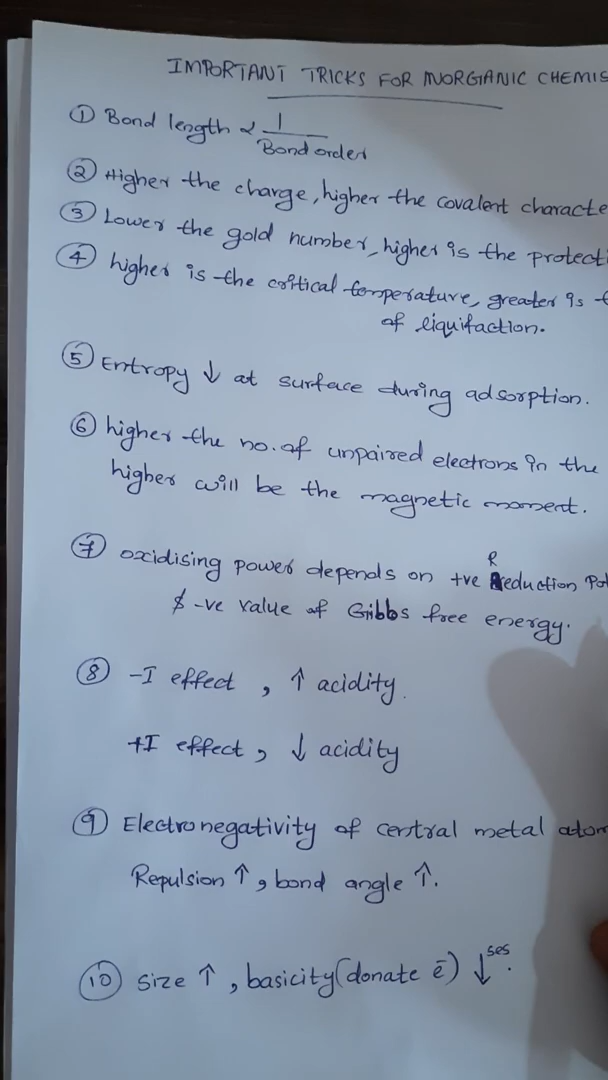 IMPORTANT TRICKS FOR INORGANIC CHEMIS
① Bond length ∝ 1
Bond order
② Higher the charge, higher the covalent characte
③ Lower the gold number, higher is the protecti
④ higher is the critical temperature, greater is t
of liquifaction.
⑤ Entropy ↓ at surface during adsorption.
⑥ higher the no. of unpaired electrons in the
higher will be the magnetic moment.
⑦ oxidising power depends on +ve Reduction Pot
& -ve value of Gibbs free energy.
⑧ -I effect, ↑ acidity.
+I effect, ↓ acidity
⑨ Electronegativity of central metal atom
Repulsion ↑, bond angle ↑.
⑩ size ↑, basicity (donate ē) ↓ses.